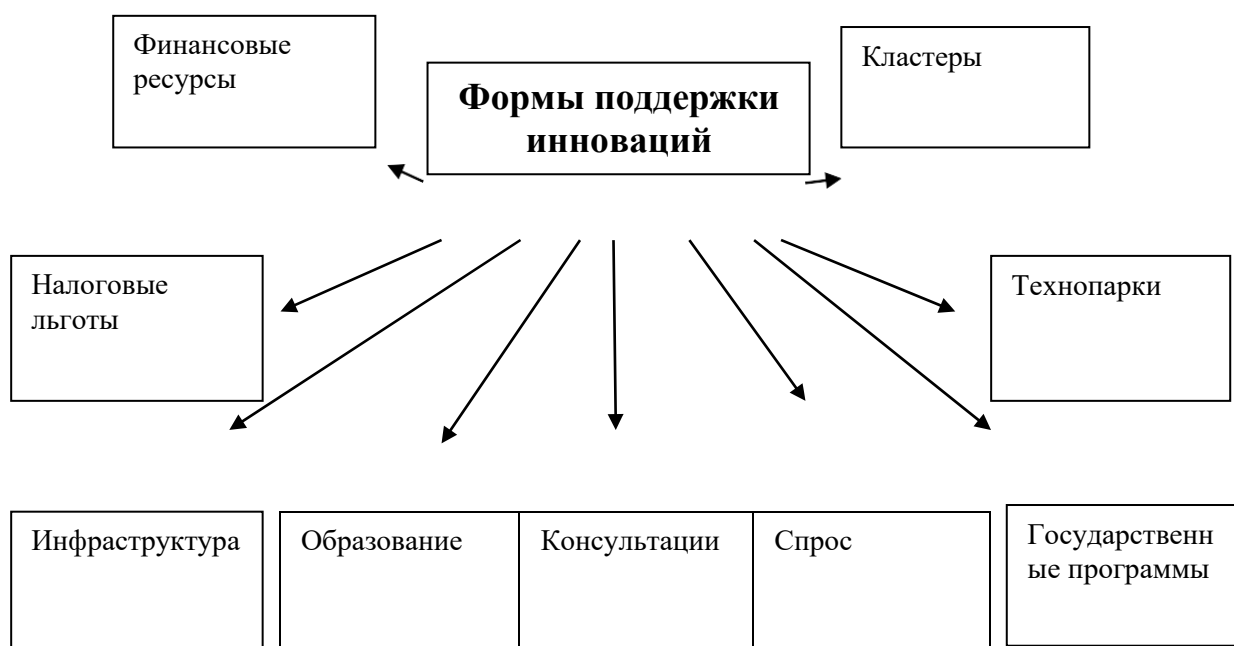 Финансовые
ресурсы
Формы поддержки
инноваций
Кластеры
Налоговые
льготы
Технопарки
Инфраструктура
Образование
Консультации
Спрос
Государственн
ые программы